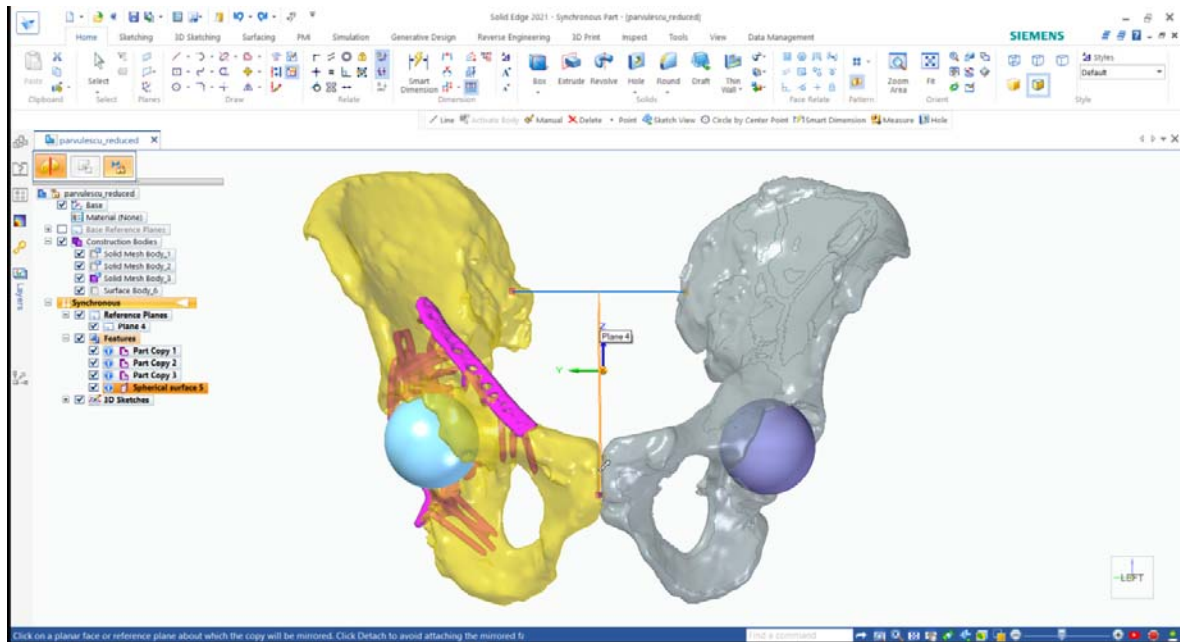 Solid Edge 2021 - Synchronous Part - [parvulescu_reduced]
Home Sketching 3D Sketching Surfacing PMI Simulation Generative Design Reverse Engineering 3D Print Inspect Tools View Data Management SIEMENS
Paste Select Smart Dimension Box Extrude Revolve Hole Round Draft Thin Wall Zoom Area Fit Styles
Default
Clipboard Select Planes Draw Relate Dimension Solids Face Relate Pattern Orient Style
Line Activate Body Manual Delete Point Sketch View Circle by Center Point Smart Dimension Measure Hole
parvulescu_reduced
parvulescu_reduced
Base
Material (None)
Base Reference Planes
Construction Bodies
Solid Mesh Body_1
Solid Mesh Body_2
Solid Mesh Body_3
Surface Body_6
Synchronous
Reference Planes
Plane 4
Features
Part Copy 1
Part Copy 2
Part Copy 3
Spherical surface 5
3D Sketches
Layers
Z
Plane 4
Y
LEFT
Click on a planar face or reference plane about which the copy will be mirrored. Click Detach to avoid attaching the mirrored fa
Find a command